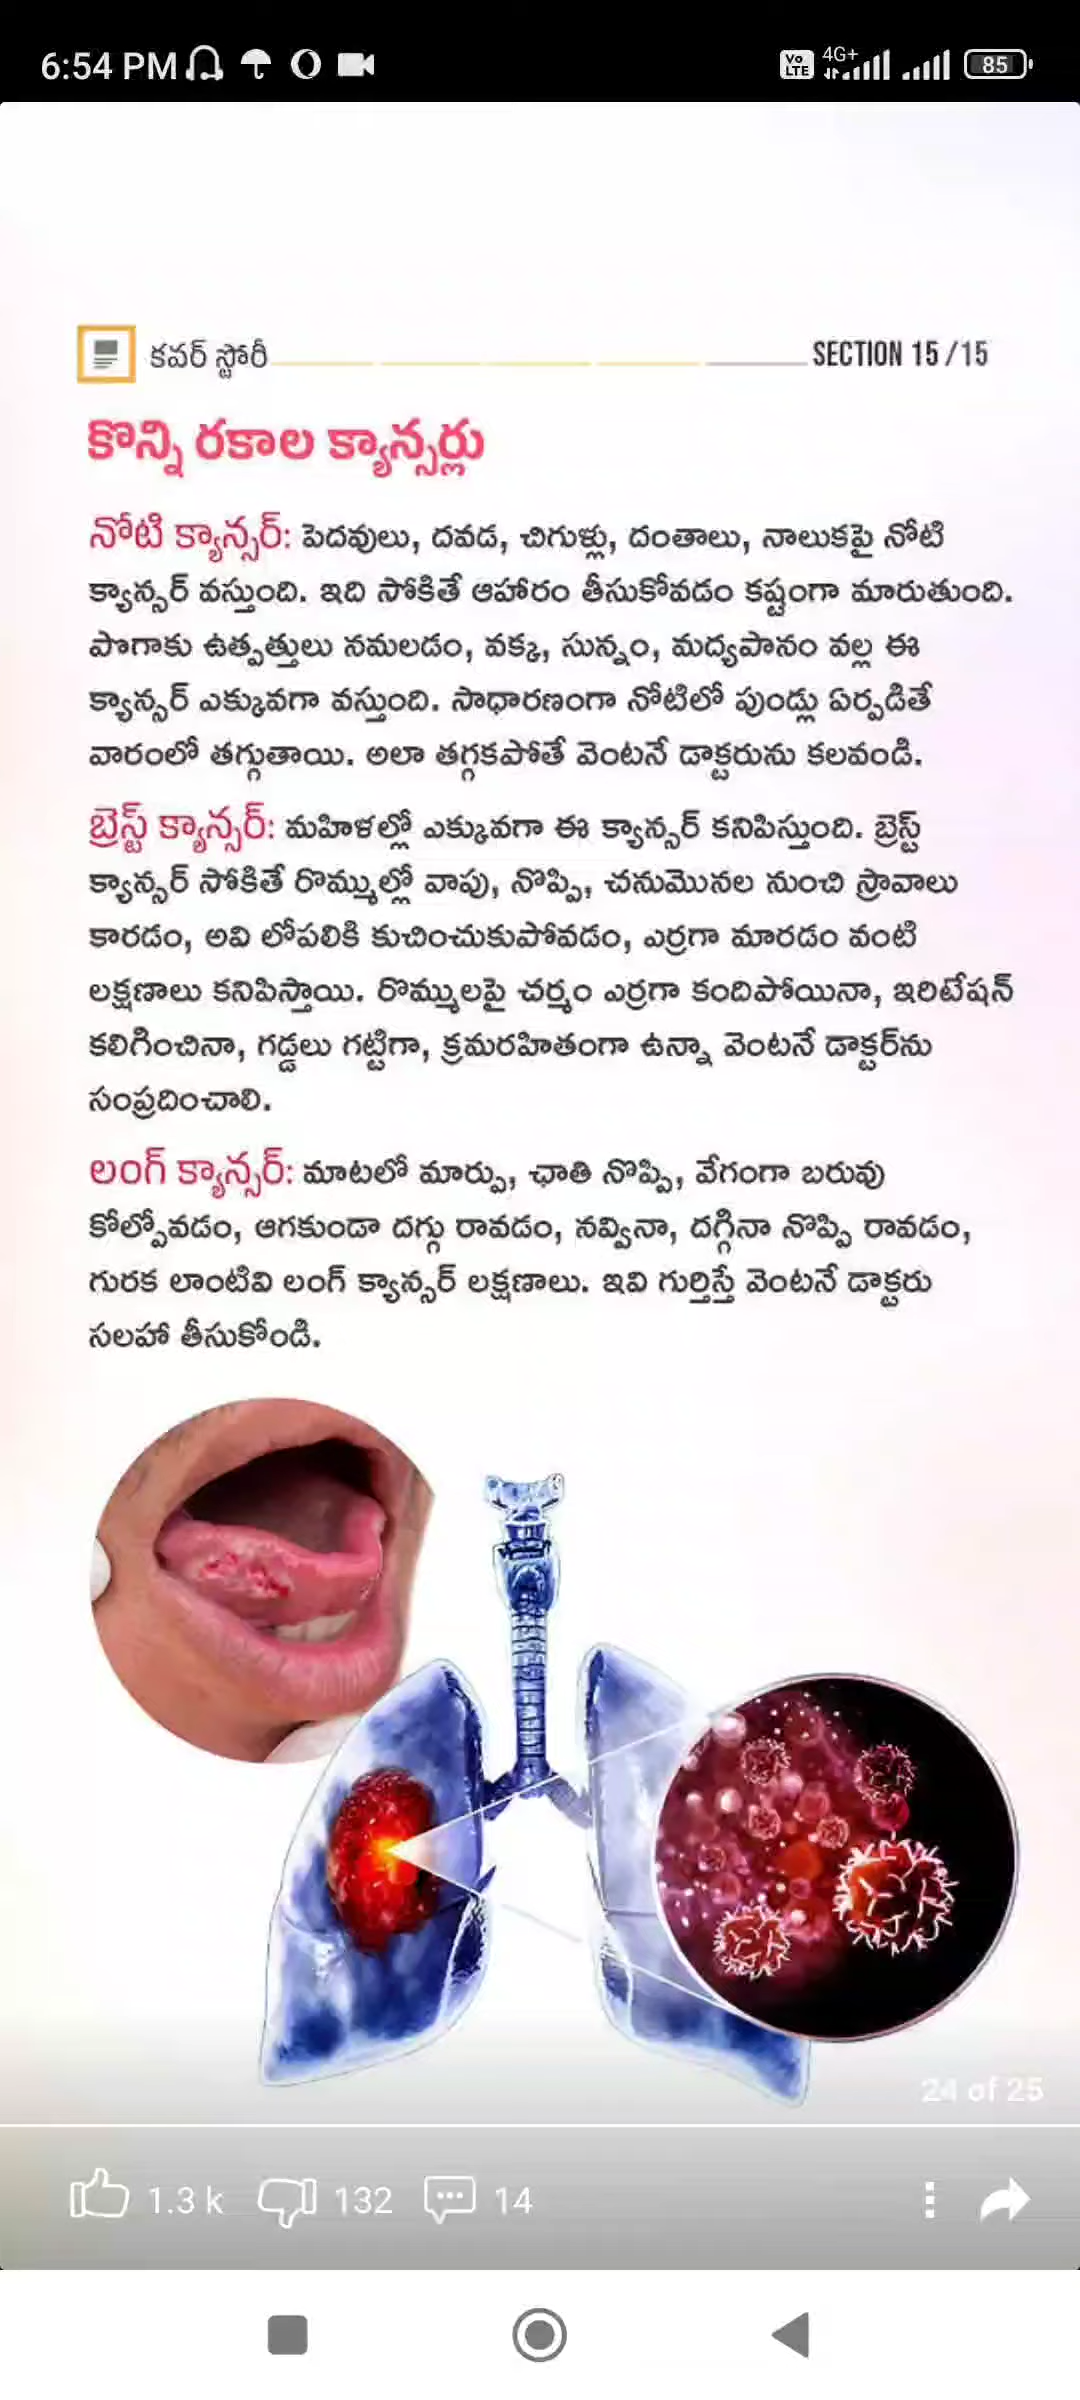 6:54 PM
Vo LTE 4G+ 85
కవర్ స్టోరీ SECTION 15/15
కొన్ని రకాల క్యాన్సర్లు
నోటి క్యాన్సర్: పెదవులు, దవడ, చిగుళ్లు, దంతాలు, నాలుకపై నోటి
క్యాన్సర్ వస్తుంది. ఇది సోకితే ఆహారం తీసుకోవడం కష్టంగా మారుతుంది.
పొగాకు ఉత్పత్తులు నమలడం, వక్క, సున్నం, మద్యపానం వల్ల ఈ
క్యాన్సర్ ఎక్కువగా వస్తుంది. సాధారణంగా నోటిలో పుండ్లు ఏర్పడితే
వారంలో తగ్గుతాయి. అలా తగ్గకపోతే వెంటనే డాక్టరును కలవండి.
బ్రెస్ట్ క్యాన్సర్: మహిళల్లో ఎక్కువగా ఈ క్యాన్సర్ కనిపిస్తుంది. బ్రెస్ట్
క్యాన్సర్ సోకితే రొమ్ముల్లో వాపు, నొప్పి, చనుమొనల నుంచి స్రావాలు
కారడం, అవి లోపలికి కుచించుకుపోవడం, ఎర్రగా మారడం వంటి
లక్షణాలు కనిపిస్తాయి. రొమ్ములపై చర్మం ఎర్రగా కందిపోయినా, ఇరిటేషన్
కలిగించినా, గడ్డలు గట్టిగా, క్రమరహితంగా ఉన్నా వెంటనే డాక్టర్‌ను
సంప్రదించాలి.
లంగ్ క్యాన్సర్: మాటలో మార్పు, ఛాతి నొప్పి, వేగంగా బరువు
కోల్పోవడం, ఆగకుండా దగ్గు రావడం, నవ్వినా, దగ్గినా నొప్పి రావడం,
గురక లాంటివి లంగ్ క్యాన్సర్ లక్షణాలు. ఇవి గుర్తిస్తే వెంటనే డాక్టరు
సలహా తీసుకోండి.
24 of 25
1.3 k 132 14